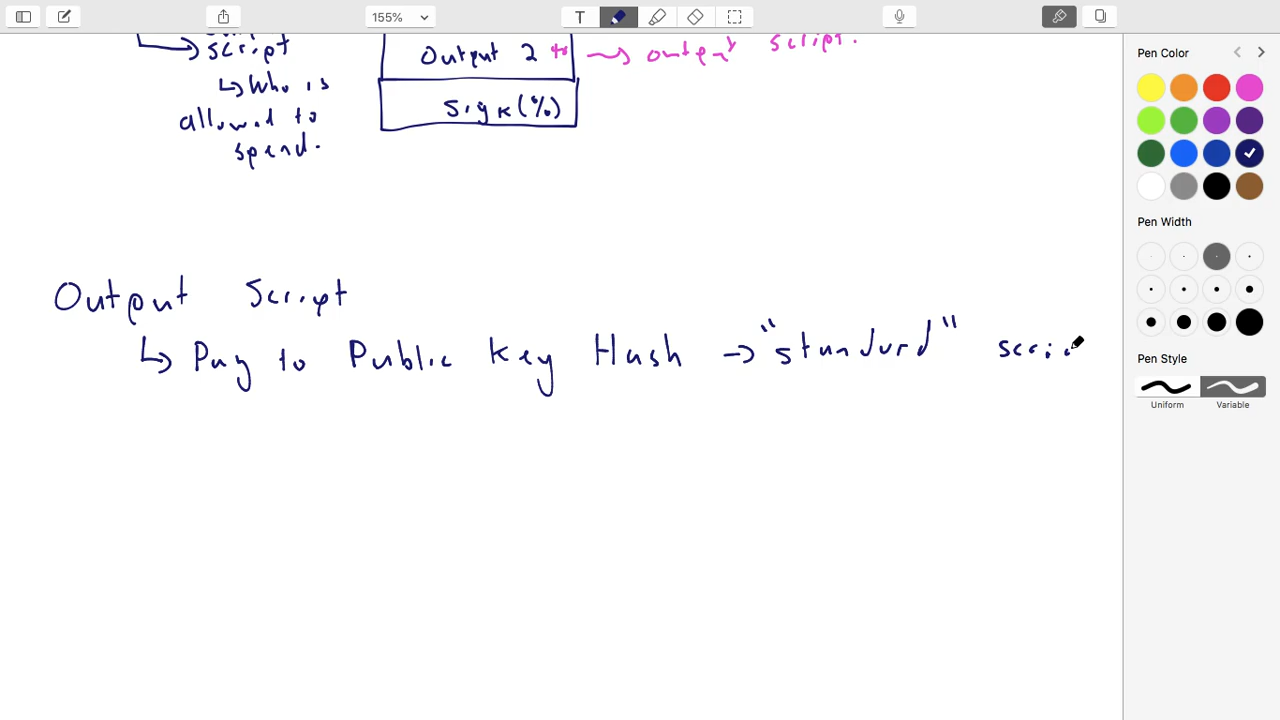 155%
script
Output 2
output script.
↳ Who is
allowed to
spend.
Sig K(%)
Output Script
↳ Pay to Public Key Hash → "standard" scri
Pen Color
Pen Width
Pen Style
Uniform
Variable